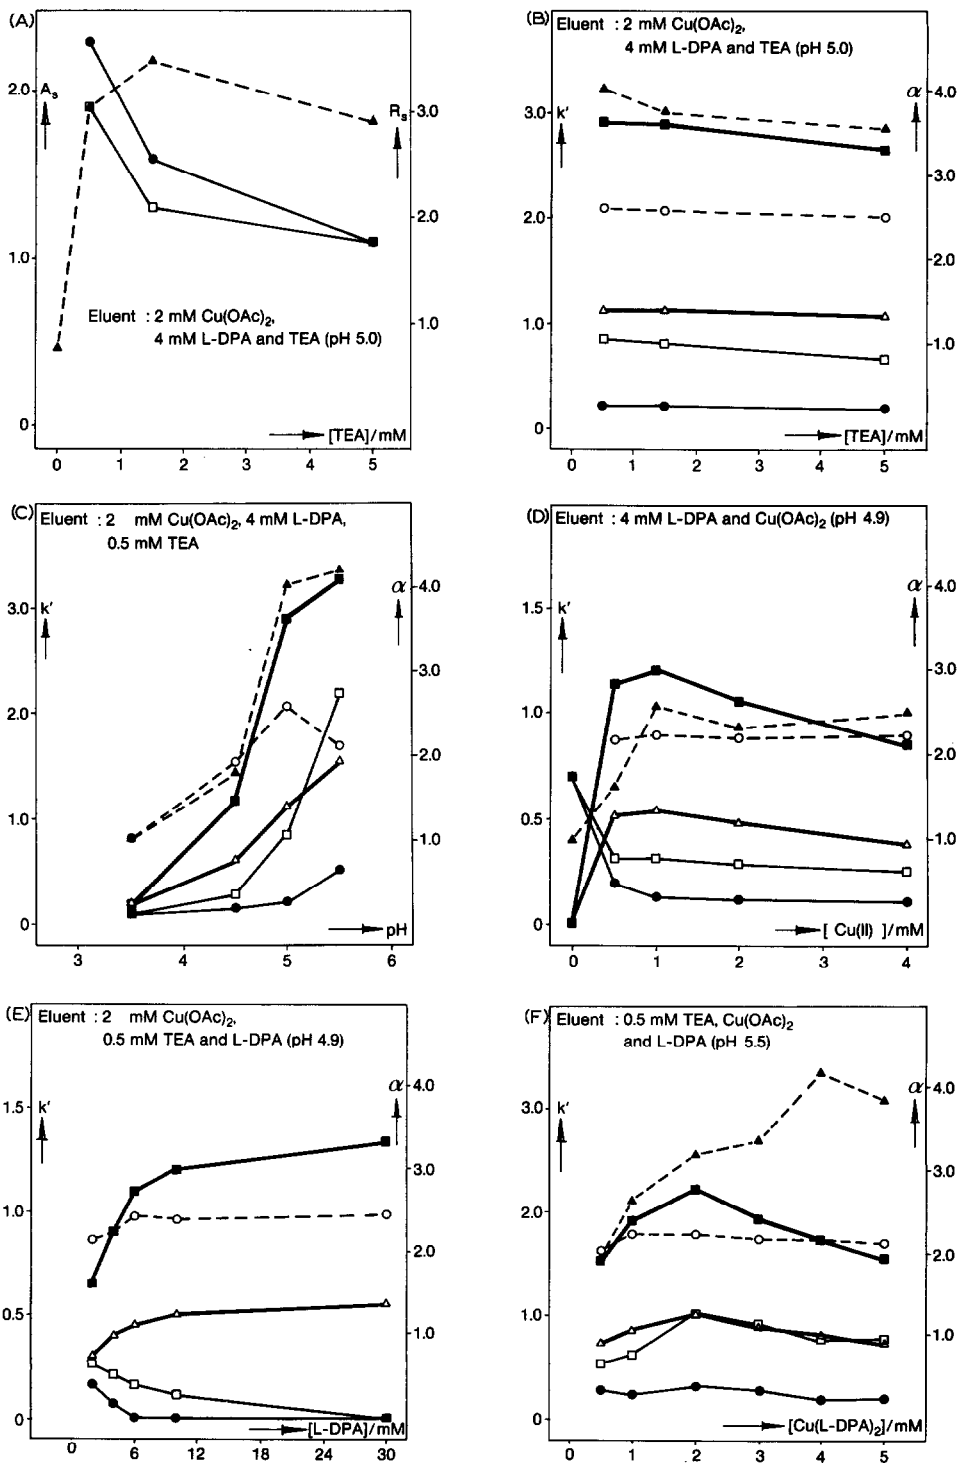 (A)
2.0
As
Rs
3.0
2.0
1.0
1.0
Eluent : 2 mM Cu(OAc)2,
4 mM L-DPA and TEA (pH 5.0)
0
[TEA]/mM
0 1 2 3 4 5
(B)
Eluent : 2 mM Cu(OAc)2,
4 mM L-DPA and TEA (pH 5.0)
3.0
k'
α
4.0
3.0
2.0
2.0
1.0
1.0
0
[TEA]/mM
0 1 2 3 4 5
(C)
Eluent : 2 mM Cu(OAc)2, 4 mM L-DPA,
0.5 mM TEA
3.0
k'
α
4.0
3.0
2.0
2.0
1.0
1.0
0
pH
3 4 5 6
(D)
Eluent : 4 mM L-DPA and Cu(OAc)2 (pH 4.9)
1.5
k'
α
4.0
3.0
1.0
2.0
0.5
1.0
0
[ Cu(II) ]/mM
0 1 2 3 4
(E)
Eluent : 2 mM Cu(OAc)2,
0.5 mM TEA and L-DPA (pH 4.9)
1.5
k'
α
4.0
3.0
1.0
2.0
0.5
1.0
0
[L-DPA]/mM
0 6 12 18 24 30
(F)
Eluent : 0.5 mM TEA, Cu(OAc)2
and L-DPA (pH 5.5)
3.0
k'
α
4.0
3.0
2.0
2.0
1.0
1.0
0
[Cu(L-DPA)2]/mM
0 1 2 3 4 5